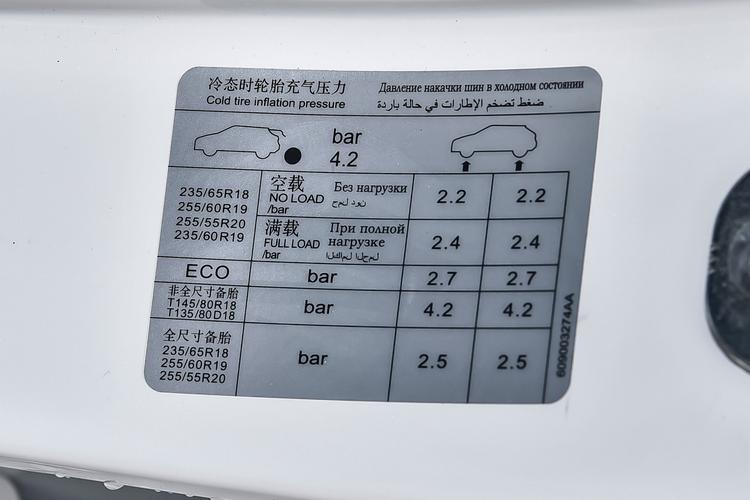 冷态时轮胎充气压力 Давление накачки шин в холодном состоянии
Cold tire inflation pressure ضغط تضخم الإطارات في حالة باردة
bar
4.2
235/65R18
255/60R19
255/55R20
235/60R19
空载 Без нагрузки
NO LOAD
/bar
2.2 2.2
满载 При полной
FULL LOAD нагрузке
/bar
2.4 2.4
ECO bar 2.7 2.7
非全尺寸备胎
T145/80R18
T135/80D18
bar 4.2 4.2
全尺寸备胎
235/65R18
255/60R19
255/55R20
bar 2.5 2.5
609003274AA